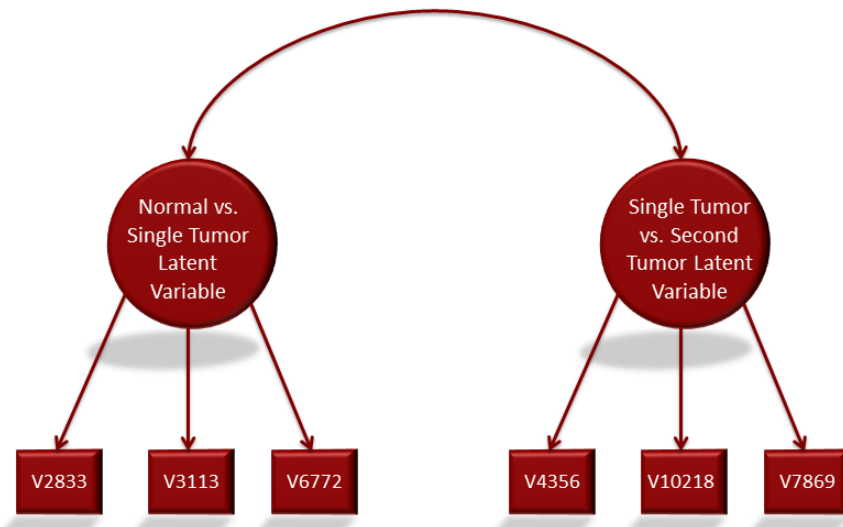 Normal vs.
Single Tumor
Latent
Variable
Single Tumor
vs. Second
Tumor Latent
Variable
V2833
V3113
V6772
V4356
V10218
V7869